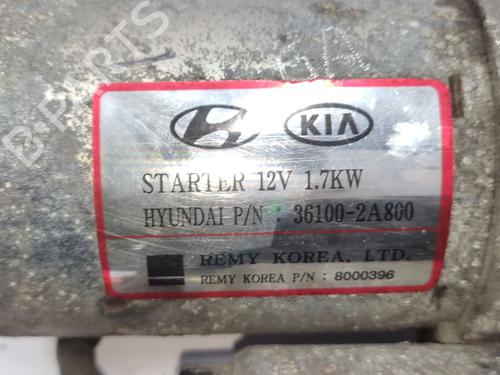 B-PARTS
KIA
STARTER 12V 1.7KW
HYUNDAI P/N : 36100-2A800
REMY KOREA, LTD.
REMY KOREA P/N : 8000396